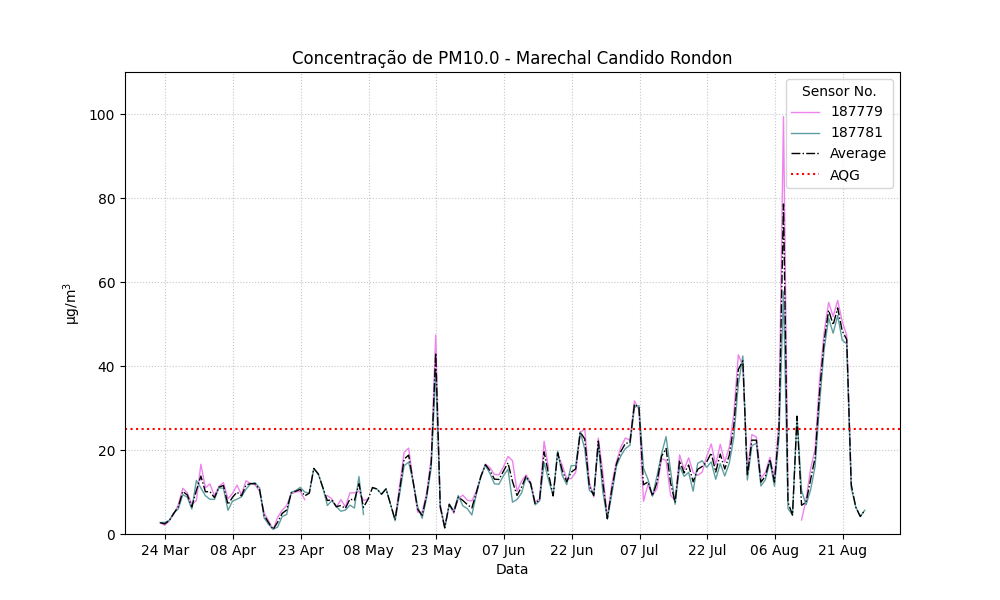 Concentração de PM10.0 - Marechal Candido Rondon
Sensor No.
187779
187781
Average
AQG
100
80
60
40
20
0
µg/m³
24 Mar
08 Apr
23 Apr
08 May
23 May
07 Jun
22 Jun
07 Jul
22 Jul
06 Aug
21 Aug
Data